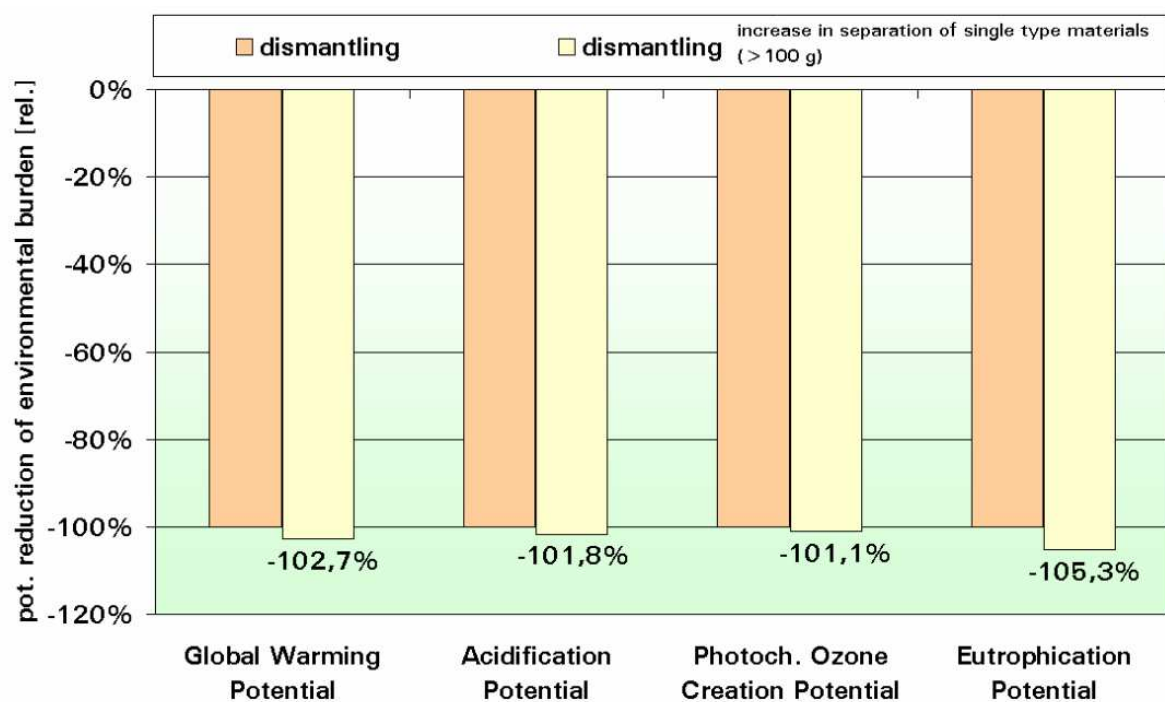 dismantling
dismantling
increase in separation of single type materials
(>100 g)
pot. reduction of environmental burden [rel.]
0%
-20%
-40%
-60%
-80%
-100%
-120%
-102,7%
-101,8%
-101,1%
-105,3%
Global Warming
Potential
Acidification
Potential
Photoch. Ozone
Creation Potential
Eutrophication
Potential